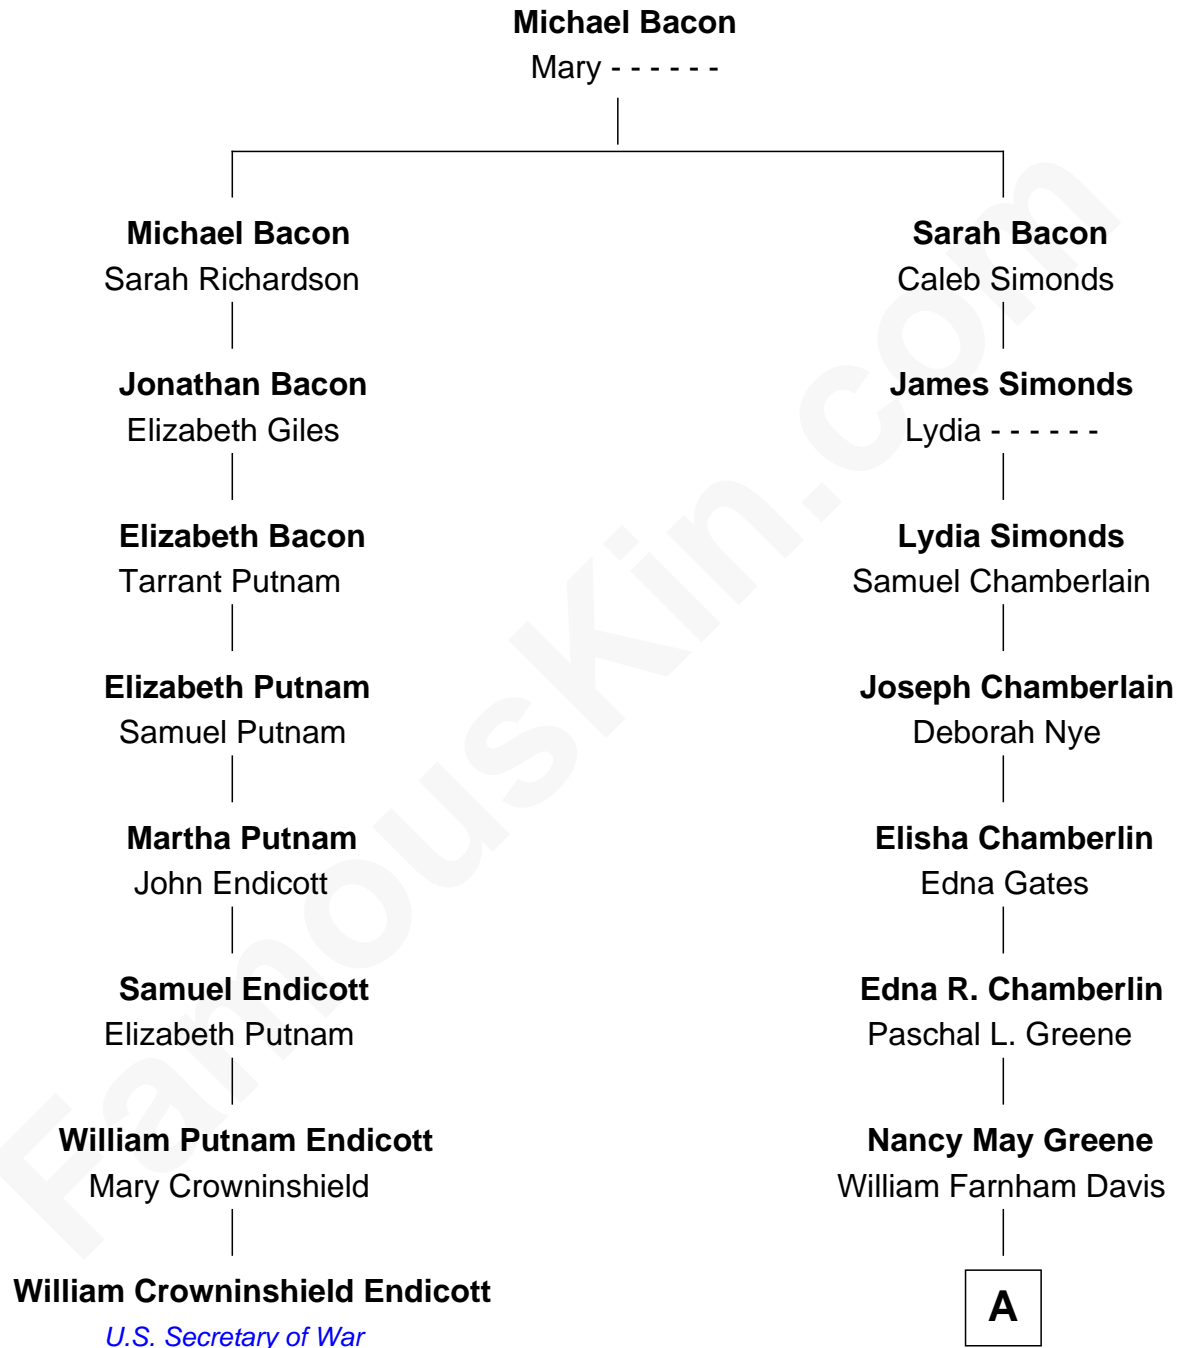 Michael Bacon
Mary - - - - - -
Michael Bacon
Sarah Richardson
Sarah Bacon
Caleb Simonds
Jonathan Bacon
Elizabeth Giles
James Simonds
Lydia - - - - - -
Elizabeth Bacon
Tarrant Putnam
Lydia Simonds
Samuel Chamberlain
Elizabeth Putnam
Samuel Putnam
Joseph Chamberlain
Deborah Nye
Martha Putnam
John Endicott
Elisha Chamberlin
Edna Gates
Samuel Endicott
Elizabeth Putnam
Edna R. Chamberlin
Paschal L. Greene
William Putnam Endicott
Mary Crowninshield
Nancy May Greene
William Farnham Davis
William Crowninshield Endicott
U.S. Secretary of War
A
FamousKin.com